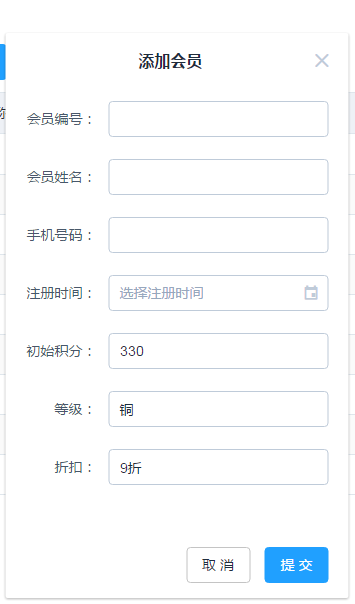 添加会员
会员编号：
会员姓名：
手机号码：
注册时间： 选择注册时间
初始积分： 330
等级： 铜
折扣： 9折
取 消 提 交